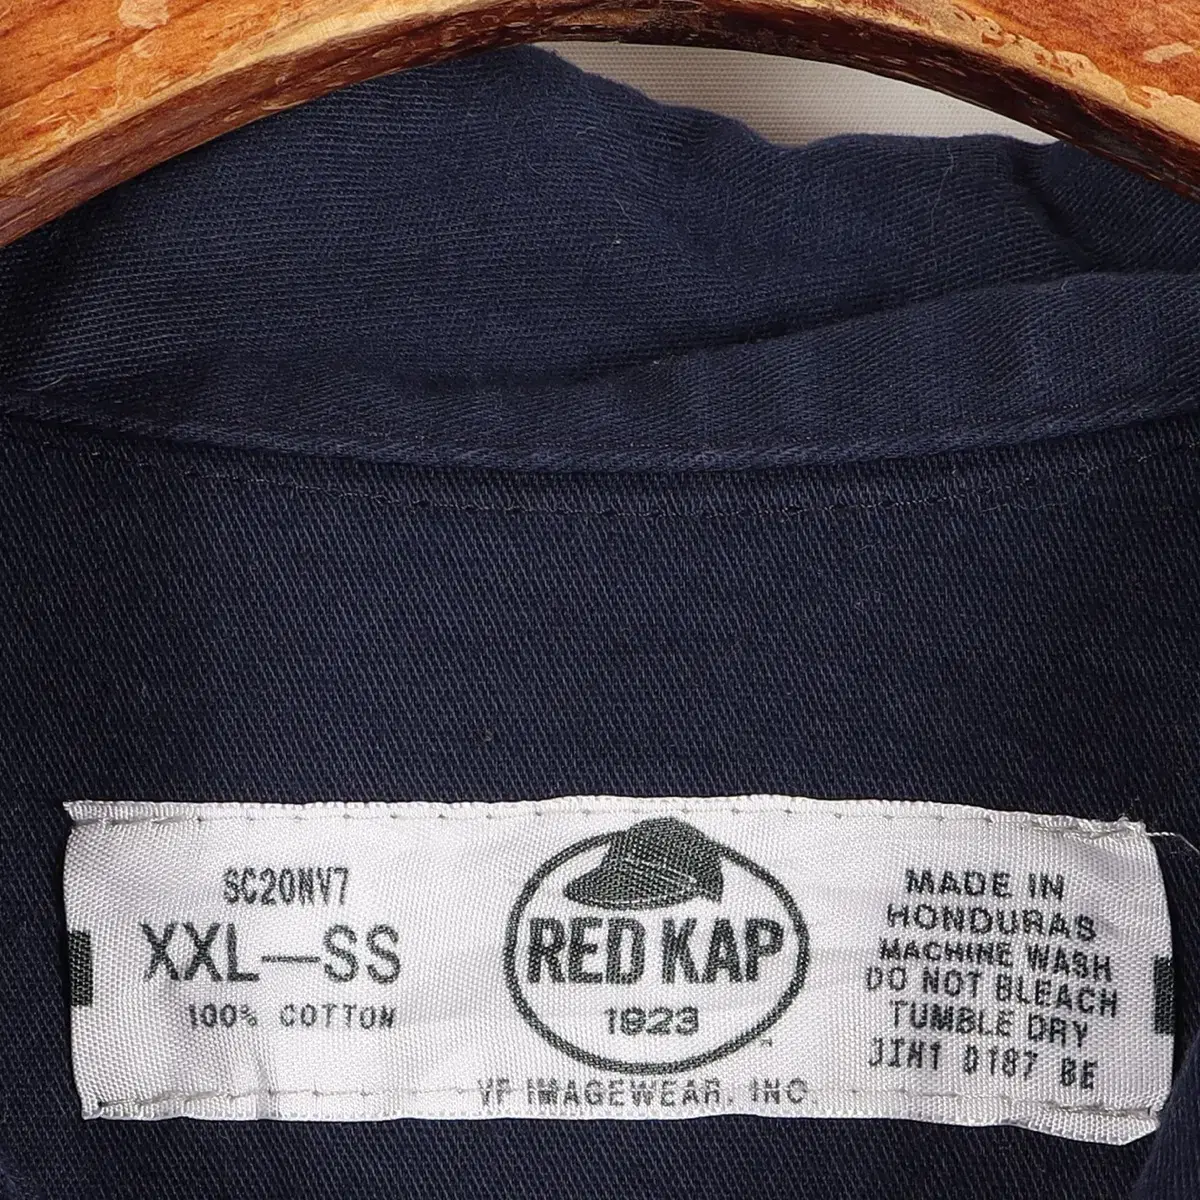 SC20NV7
XXL—SS
100% COTTON
RED KAP
1923
VF IMAGEWEAR, INC.
MADE IN
HONDURAS
MACHINE WASH
DO NOT BLEACH
TUMBLE DRY
0187 BE